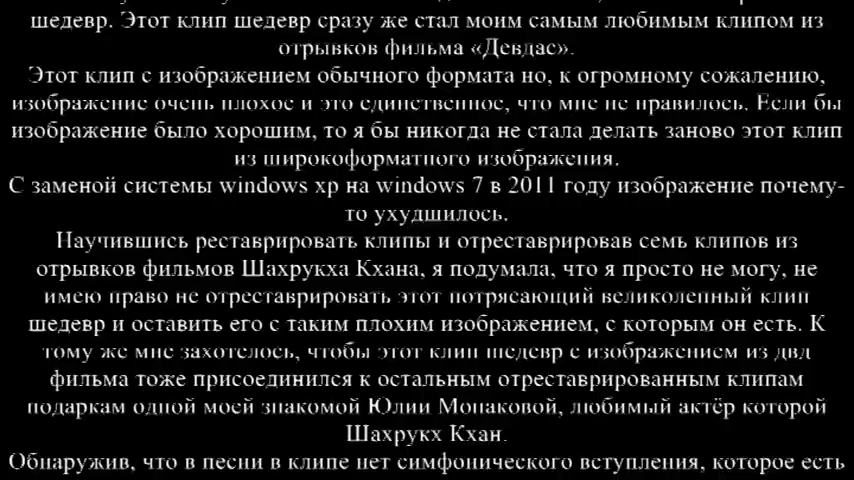 шедевр. Этот клип шедевр сразу же стал моим самым любимым клипом из
отрывков фильма «Девдас».
Этот клип с изображением обычного формата но, к огромному сожалению,
изображение очень плохое и это единственное, что мне не нравилось. Если бы
изображение было хорошим, то я бы никогда не стала делать заново этот клип
из широкоформатного изображения.
С заменой системы windows xp на windows 7 в 2011 году изображение почему-
то ухудшилось.
Научившись реставрировать клипы и отреставрировав семь клипов из
отрывков фильмов Шахрукха Кхана, я подумала, что я просто не могу, не
имею право не отреставрировать этот потрясающий великолепный клип
шедевр и оставить его с таким плохим изображением, с которым он есть. К
тому же мне захотелось, чтобы этот клип шедевр с изображением из двд
фильма тоже присоединился к остальным отреставрированным клипам
подаркам одной моей знакомой Юлии Монаковой, любимый актёр которой
Шахрукх Кхан.
Обнаружив, что в песни в клипе нет симфонического вступления, которое есть